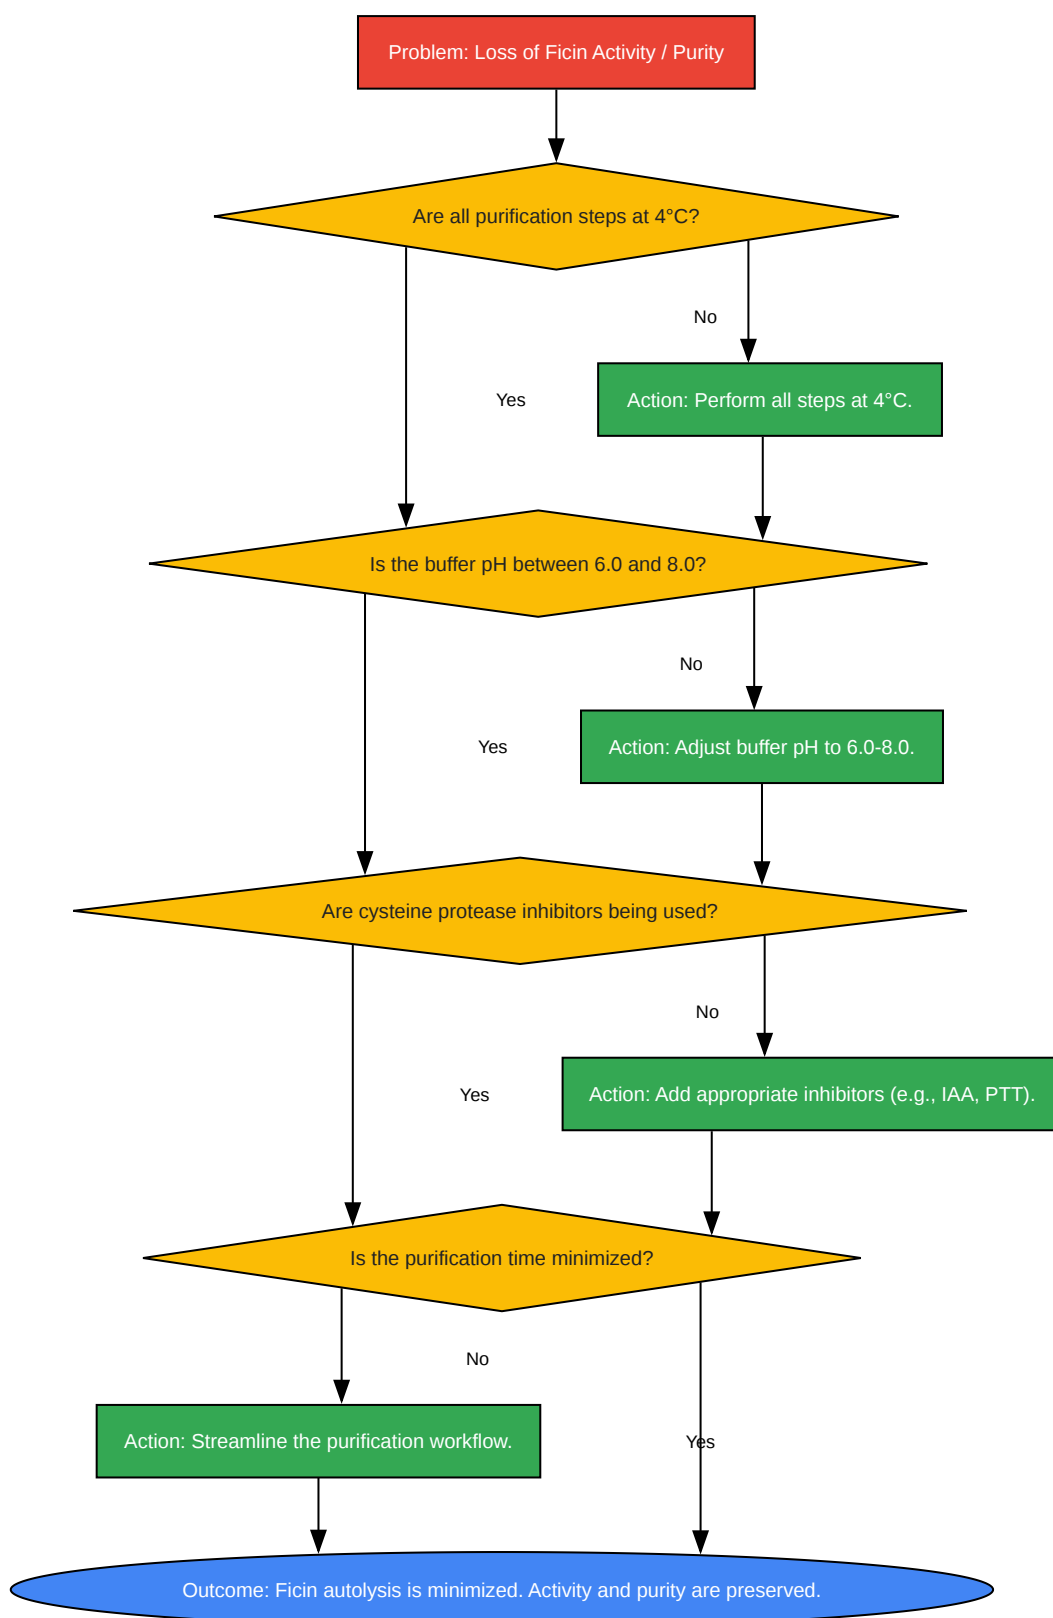 Problem: Loss of Ficin Activity / Purity
Are all purification steps at 4°C?
No
Yes
Action: Perform all steps at 4°C.
Is the buffer pH between 6.0 and 8.0?
No
Yes
Action: Adjust buffer pH to 6.0-8.0.
Are cysteine protease inhibitors being used?
No
Yes
Action: Add appropriate inhibitors (e.g., IAA, PTT).
Is the purification time minimized?
No
Action: Streamline the purification workflow.
Yes
Outcome: Ficin autolysis is minimized. Activity and purity are preserved.